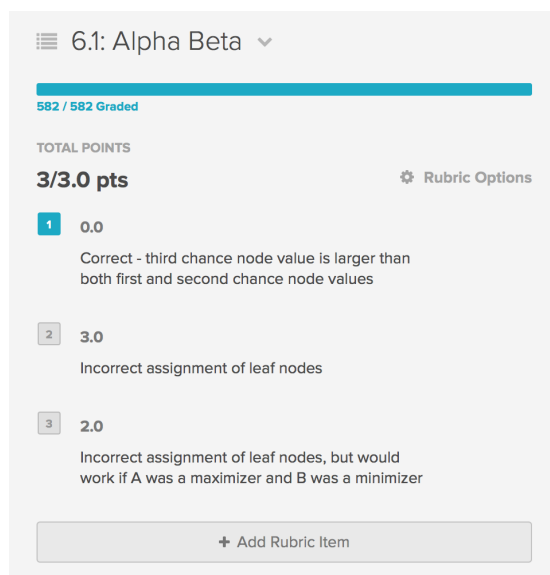 6.1: Alpha Beta
582 / 582 Graded
TOTAL POINTS
3/3.0 pts
Rubric Options
1
0.0
Correct - third chance node value is larger than
both first and second chance node values
2
3.0
Incorrect assignment of leaf nodes
3
2.0
Incorrect assignment of leaf nodes, but would
work if A was a maximizer and B was a minimizer
+ Add Rubric Item